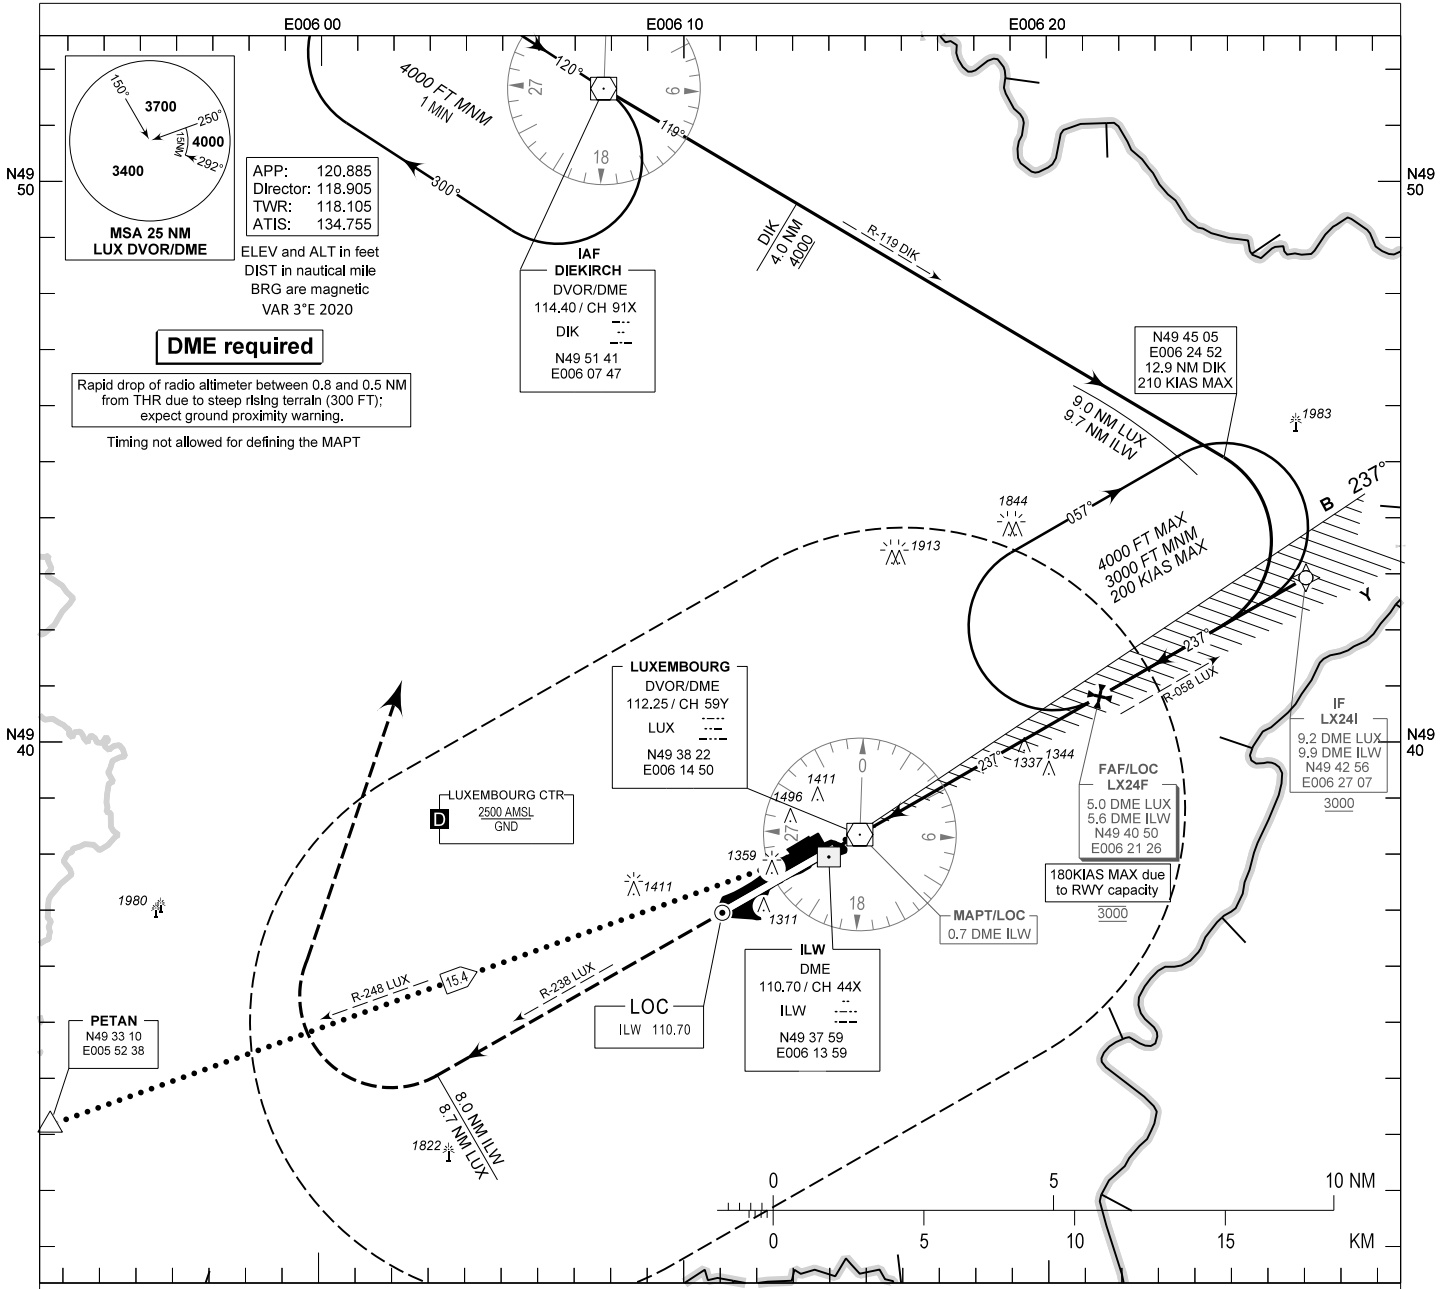 E006 00
E006 10
E006 20
150°
3700
250°
15NM
4000
292°
3400
MSA 25 NM
LUX DVOR/DME
APP: 120.885
Director: 118.905
TWR: 118.105
ATIS: 134.755
ELEV and ALT in feet
DIST in nautical mile
BRG are magnetic
VAR 3°E 2020
DME required
Rapid drop of radio altimeter between 0.8 and 0.5 NM
from THR due to steep rising terrain (300 FT);
expect ground proximity warning.
Timing not allowed for defining the MAPT
4000 FT MNM
1 MIN
120°
27
9
18
119°
300°
N49
50
N49
50
IAF
DIEKIRCH
DVOR/DME
114.40 / CH 91X
DIK
N49 51 41
E006 07 47
DIK
4.0 NM
4000
R-119 DIK
N49 45 05
E006 24 52
12.9 NM DIK
210 KIAS MAX
9.0 NM LUX
9.7 NM ILW
1983
237°
B
Y
057°
1844
1913
4000 FT MAX
3000 FT MNM
200 KIAS MAX
237°
R-058 LUX
LUXEMBOURG
DVOR/DME
112.25 / CH 59Y
LUX
N49 38 22
E006 14 50
IF
LX24I
9.2 DME LUX
9.9 DME ILW
N49 42 56
E006 27 07
3000
N49
40
N49
40
237°
1337
1344
FAF/LOC
LX24F
5.0 DME LUX
5.6 DME ILW
N49 40 50
E006 21 26
180KIAS MAX due
to RWY capacity
3000
0
9
18
27
1411
1496
1359
1411
1311
LUXEMBOURG CTR
2500 AMSL
GND
D
1980
MAPT/LOC
0.7 DME ILW
ILW
DME
110.70 / CH 44X
ILW
N49 37 59
E006 13 59
LOC
ILW 110.70
R-248 LUX
15.4
R-238 LUX
PETAN
N49 33 10
E005 52 38
8.0 NM ILW
8.7 NM LUX
1822
0
5
10 NM
0
5
10
15
KM